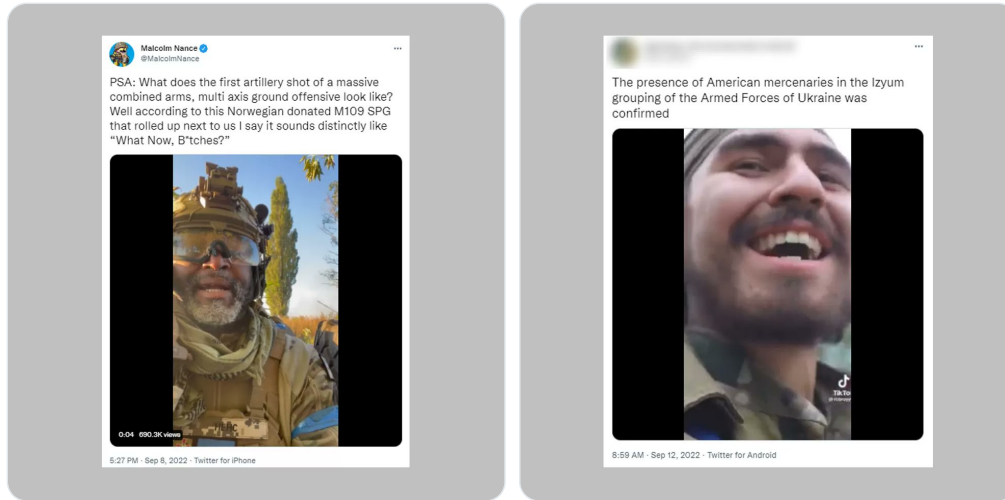 Malcolm Nance
@MalcolmNance
PSA: What does the first artillery shot of a massive
combined arms, multi axis ground offensive look like?
Well according to this Norwegian donated M109 SPG
that rolled up next to us I say it sounds distinctly like
“What Now, B*tches?”
0:04 690.3K views
5:27 PM · Sep 8, 2022 · Twitter for iPhone
The presence of American mercenaries in the Izyum
grouping of the Armed Forces of Ukraine was
confirmed
TikTok
8:59 AM · Sep 12, 2022 · Twitter for Android